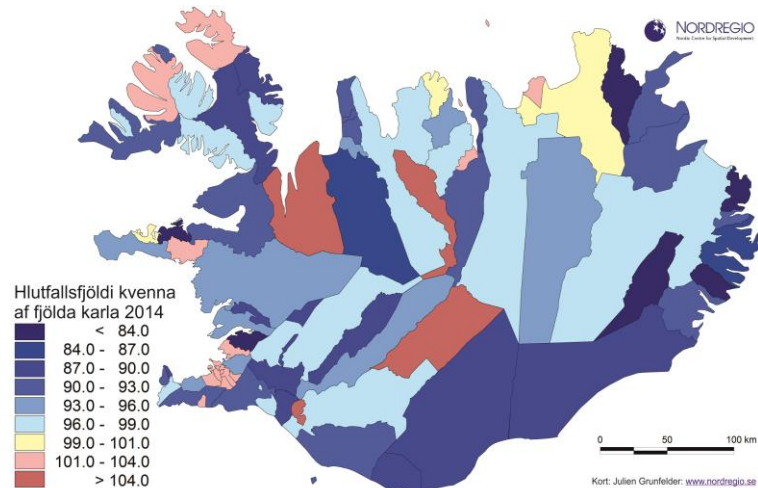 NORDREGIO
Nordic Centre for Spatial Development
Hlutfallsfjöldi kvenna
af fjölda karla 2014
< 84.0
84.0 - 87.0
87.0 - 90.0
90.0 - 93.0
93.0 - 96.0
96.0 - 99.0
99.0 - 101.0
101.0 - 104.0
> 104.0
0 50 100 km
Kort: Julien Grunfelder: www.nordregio.se